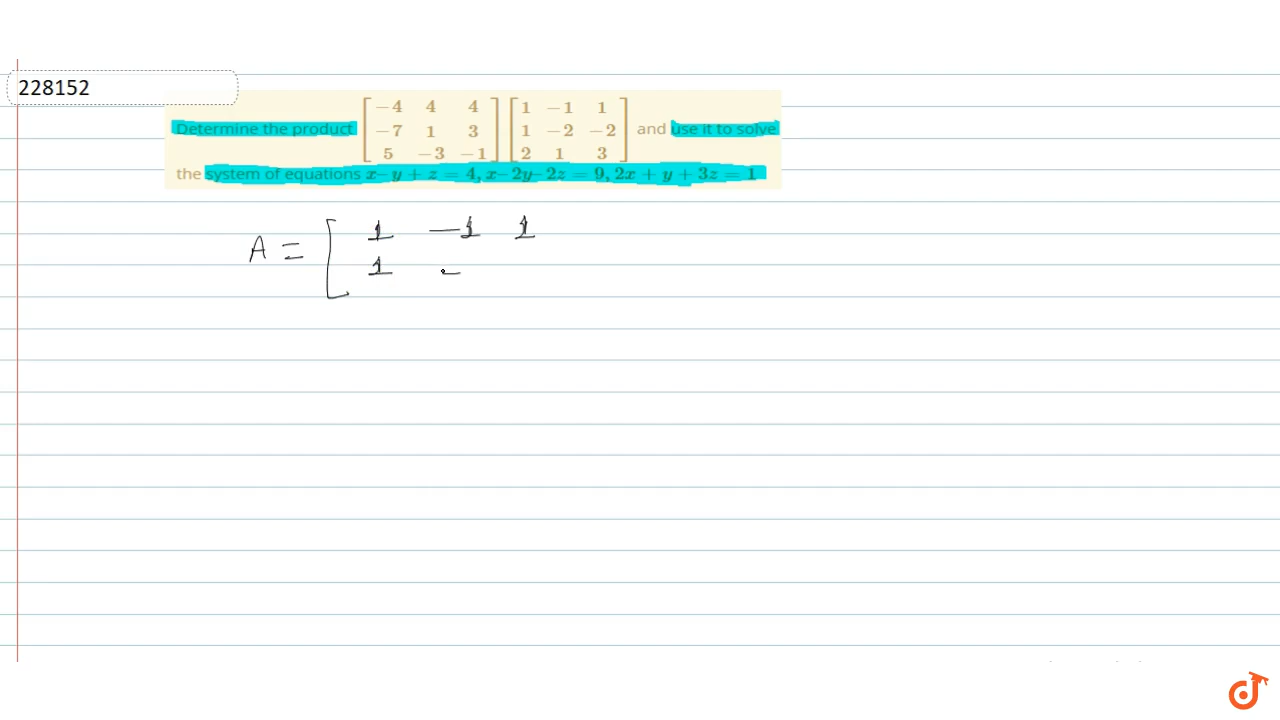 228152
Determine the product [−4 4 4 −7 1 3 5 −3 −1] [1 −1 1 1 −2 −2 2 1 3] and use it to solve
the system of equations x– y + z = 4, x– 2y– 2z = 9, 2x + y + 3z = 1
A = [ 1 −1 1
1 -